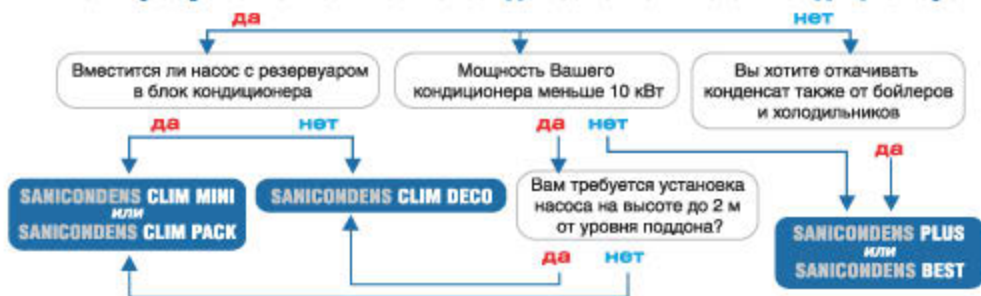 да
нет
Вместится ли насос с резервуаром
в блок кондиционера
Мощность Вашего
кондиционера меньше 10 кВт
Вы хотите откачивать
конденсат также от бойлеров
и холодильников
да
нет
да
нет
да
SANICONDENS CLIM MINI
или
SANICONDENS CLIM PACK
SANICONDENS CLIM DECO
Вам требуется установка
насоса на высоте до 2 м
от уровня поддона?
SANICONDENS PLUS
или
SANICONDENS BEST
да
нет